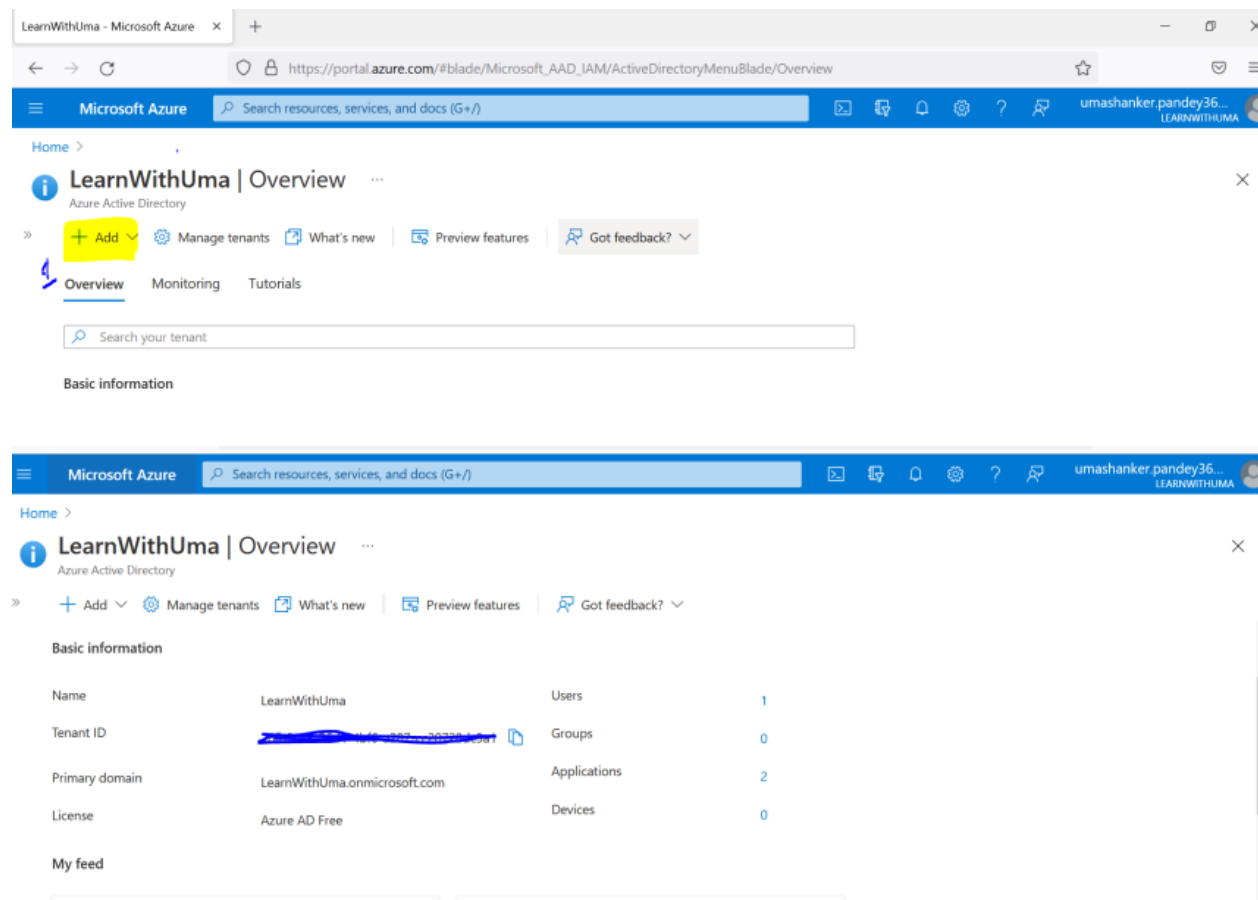 LearnWithUma - Microsoft Azure
https://portal.azure.com/#blade/Microsoft_AAD_IAM/ActiveDirectoryMenuBlade/Overview
Microsoft Azure Search resources, services, and docs (G+/) umashanker.pandey36...
LEARNWITHUMA
Home >
LearnWithUma | Overview ...
Azure Active Directory
+ Add Manage tenants What's new Preview features Got feedback?
Overview Monitoring Tutorials
Search your tenant
Basic information
Microsoft Azure Search resources, services, and docs (G+/) umashanker.pandey36...
LEARNWITHUMA
Home >
LearnWithUma | Overview ...
Azure Active Directory
+ Add Manage tenants What's new Preview features Got feedback?
Basic information
Name LearnWithUma Users 1
Tenant ID Groups 0
Primary domain LearnWithUma.onmicrosoft.com Applications 2
License Azure AD Free Devices 0
My feed